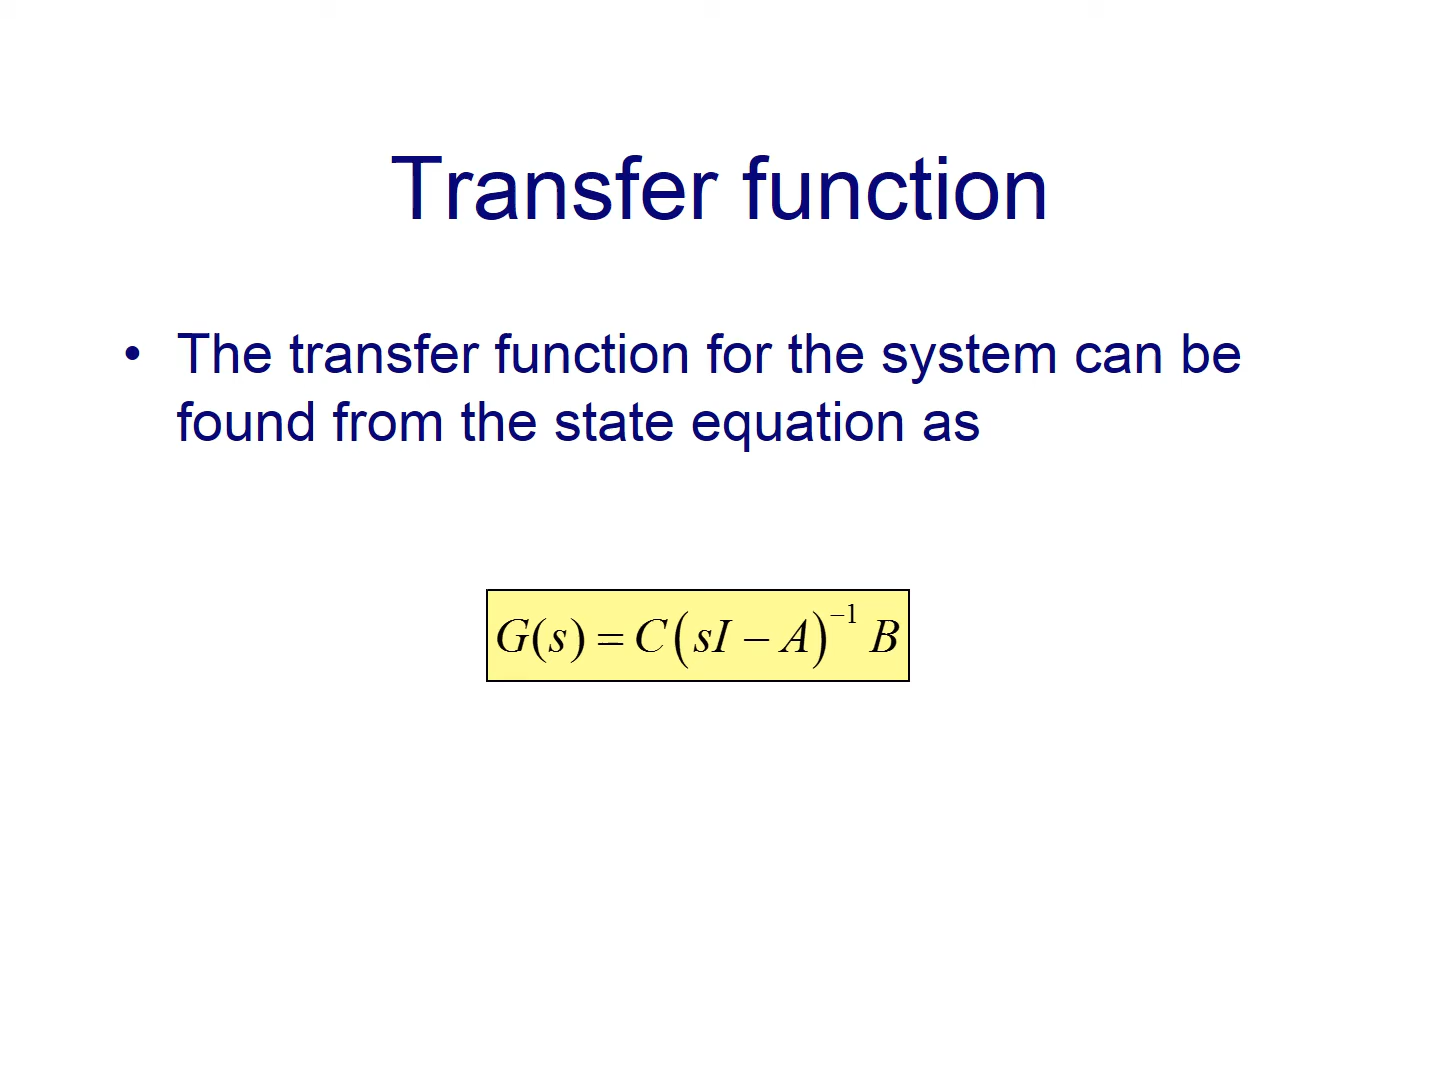 Transfer function
• The transfer function for the system can be
found from the state equation as
G(s) = C(sI − A)⁻¹ B